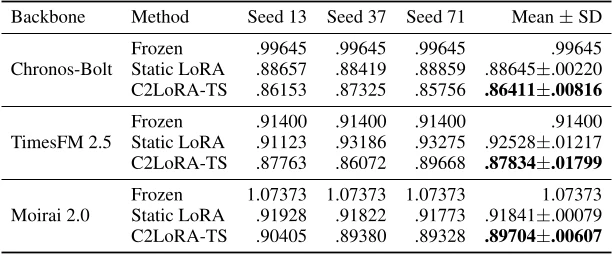 Backbone Method Seed 13 Seed 37 Seed 71 Mean ± SD
Frozen .99645 .99645 .99645 .99645
Chronos-Bolt Static LoRA .88657 .88419 .88859 .88645±.00220
C2LoRA-TS .86153 .87325 .85756 .86411±.00816
Frozen .91400 .91400 .91400 .91400
TimesFM 2.5 Static LoRA .91123 .93186 .93275 .92528±.01217
C2LoRA-TS .87763 .86072 .89668 .87834±.01799
Frozen 1.07373 1.07373 1.07373 1.07373
Moirai 2.0 Static LoRA .91928 .91822 .91773 .91841±.00079
C2LoRA-TS .90405 .89380 .89328 .89704±.00607